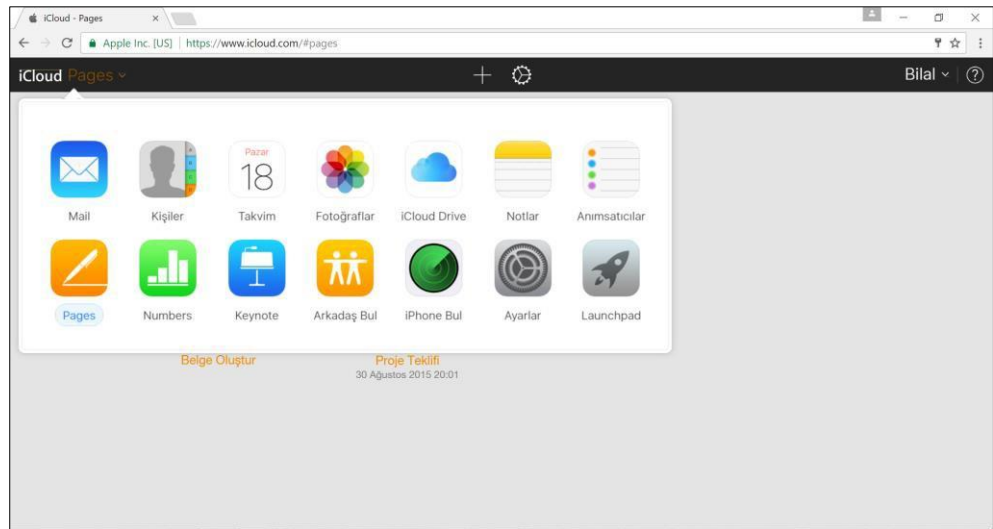 iCloud - Pages
Apple Inc. [US] | https://www.icloud.com/#pages
iCloud Pages
Bilal
Pazar
18
Mail Kişiler Takvim Fotoğraflar iCloud Drive Notlar Anımsatıcılar
Pages Numbers Keynote Arkadaş Bul iPhone Bul Ayarlar Launchpad
Belge Oluştur Proje Teklifi
30 Ağustos 2015 20:01